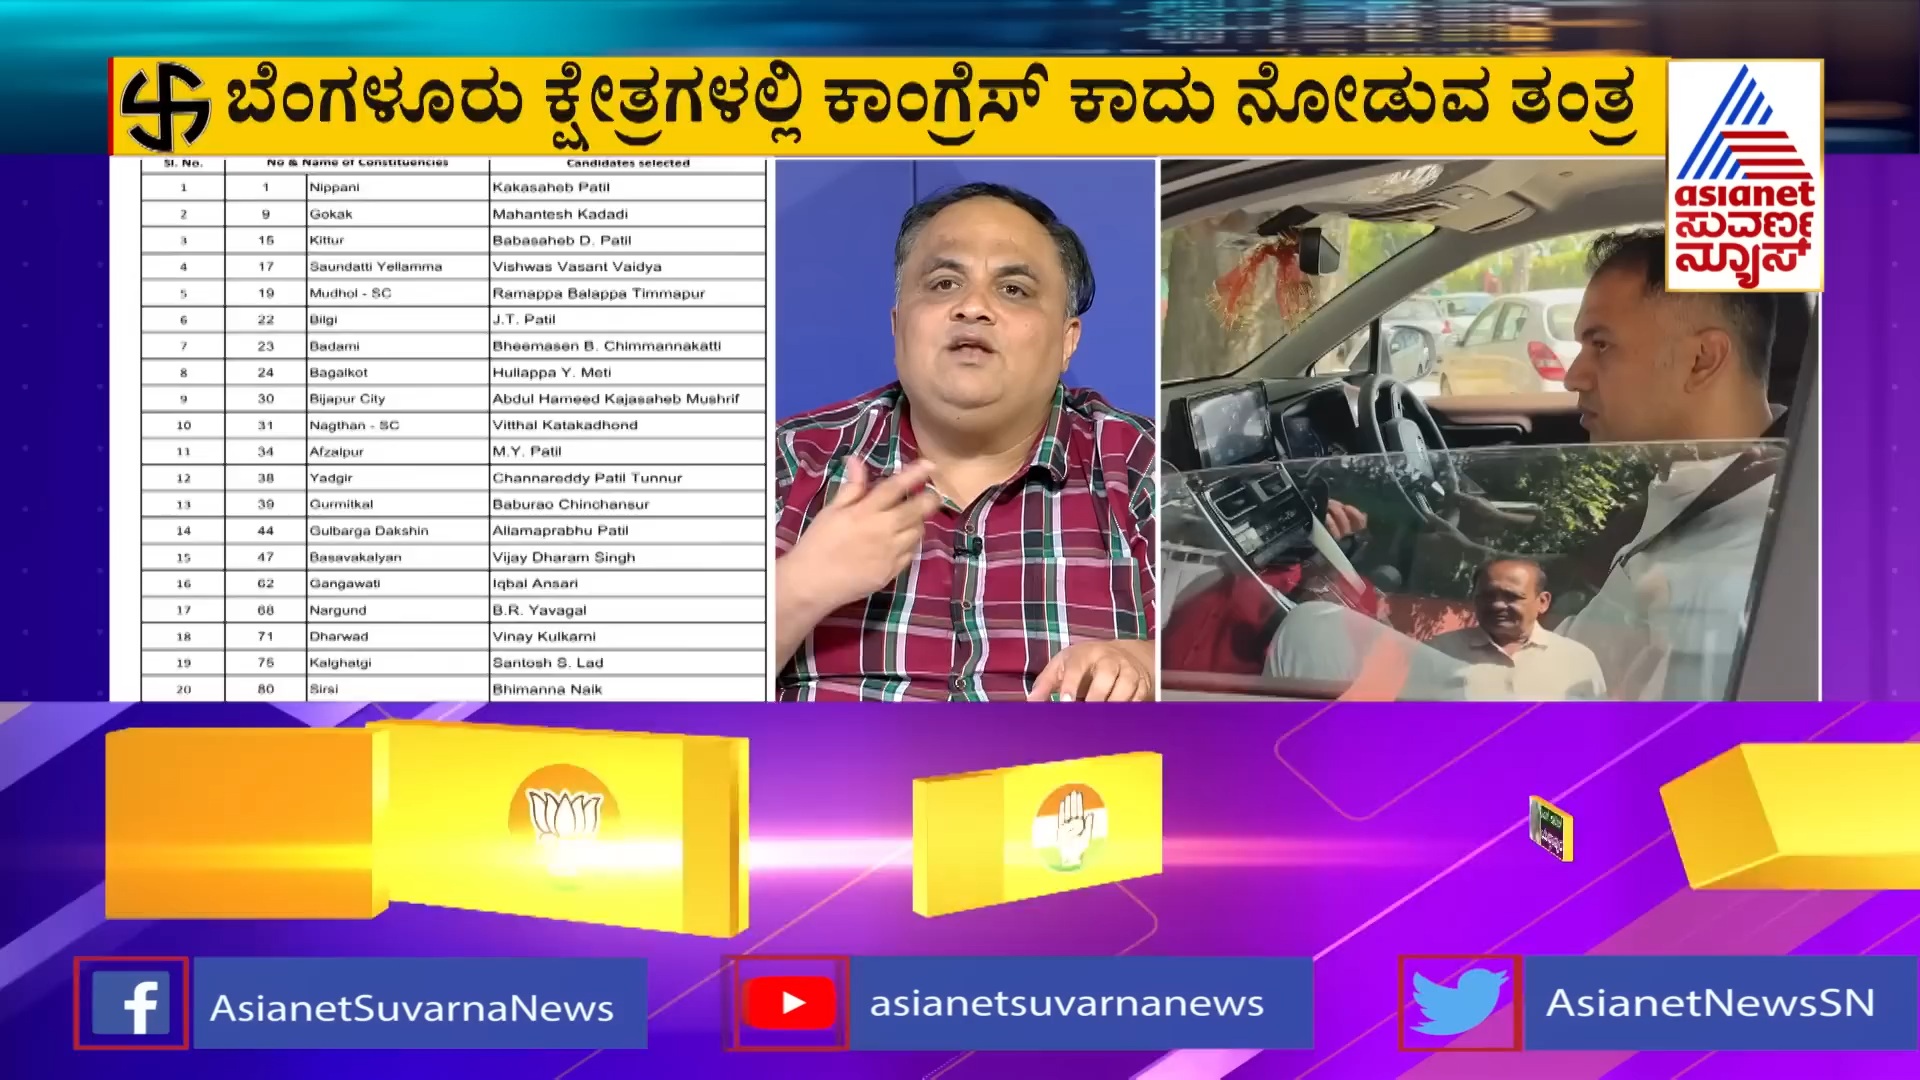 ಬೆಂಗಳೂರು ಕ್ಷೇತ್ರಗಳಲ್ಲಿ ಕಾಂಗ್ರೆಸ್ ಕಾದು ನೋಡುವ ತಂತ್ರ
asianet
ಸುವರ್ಣ
ನ್ಯೂಸ್
Sl. No. No & Name of Constituencies Candidates selected
1 1 Nippani Kakasaheb Patil
2 9 Gokak Mahantesh Kadadi
3 15 Kittur Babasaheb D. Patil
4 17 Saundatti Yellamma Vishwas Vasant Vaidya
5 19 Mudhol - SC Ramappa Balappa Timmapur
6 22 Bilgi J.T. Patil
7 23 Badami Bheemasen B. Chimmannakatti
8 24 Bagalkot Hullappa Y. Meti
9 30 Bijapur City Abdul Hameed Kajasaheb Mushrif
10 31 Nagthan - SC Vitthal Katakadhond
11 34 Afzalpur M.Y. Patil
12 38 Yadgir Channareddy Patil Tunnur
13 39 Gurmitkal Baburao Chinchansur
14 44 Gulbarga Dakshin Allamaprabhu Patil
15 47 Basavakalyan Vijay Dharam Singh
16 62 Gangawati Iqbal Ansari
17 68 Nargund B.R. Yavagal
18 71 Dharwad Vinay Kulkarni
19 75 Kalghatgi Santosh S. Lad
20 80 Sirsi Bhimanna Naik
AsianetSuvarnaNews
asianetsuvarnanews
AsianetNewsSN